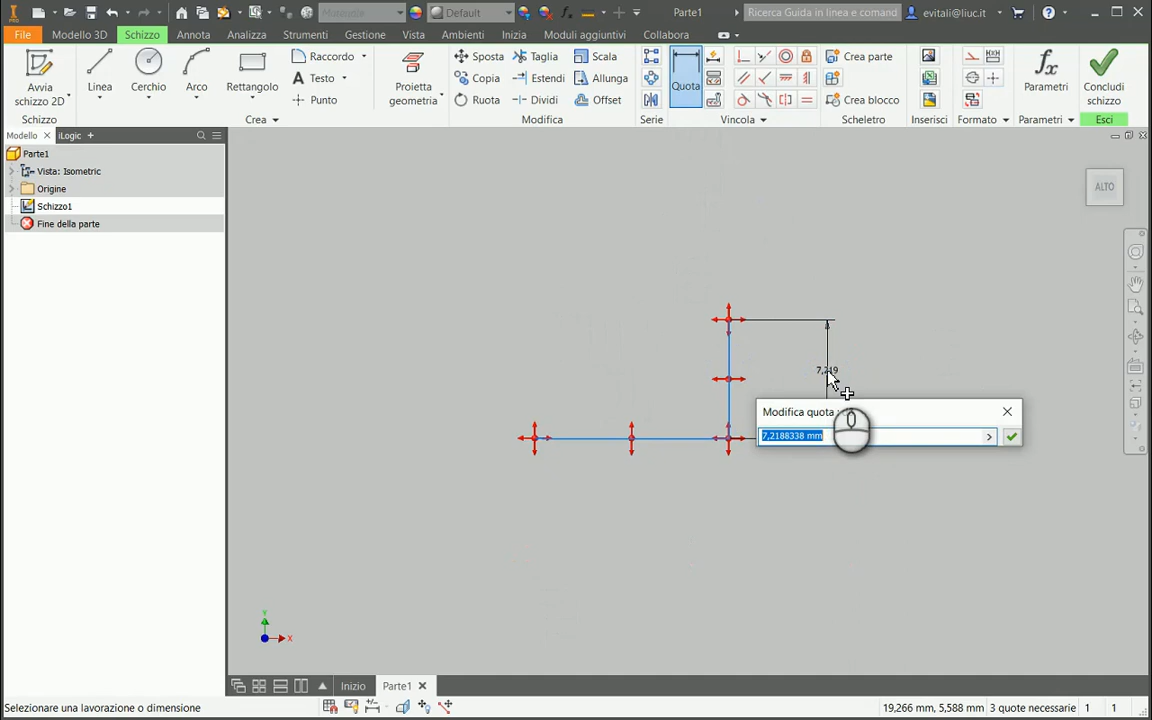 PRO
Materiale
Default
Parte1
Ricerca Guida in linea e comand
evitali@liuc.it
File
Modello 3D
Schizzo
Annota
Analizza
Strumenti
Gestione
Vista
Ambienti
Inizia
Moduli aggiuntivi
Collabora
Avvia
schizzo 2D
Linea
Cerchio
Arco
Rettangolo
Raccordo
Testo
Punto
Proietta
geometria
Sposta
Copia
Ruota
Taglia
Estendi
Dividi
Scala
Allunga
Offset
Quota
Crea parte
Crea blocco
Parametri
Concludi
schizzo
Schizzo
Crea
Modifica
Serie
Vincola
Scheletro
Inserisci
Formato
Parametri
Esci
Modello
iLogic
Parte1
Vista: Isometric
Origine
Schizzo1
Fine della parte
ALTO
Modifica quota :
7,2188338 mm
Y
X
Inizio
Parte1
Selezionare una lavorazione o dimensione
19,266 mm, 5,588 mm
3 quote necessarie
1
1